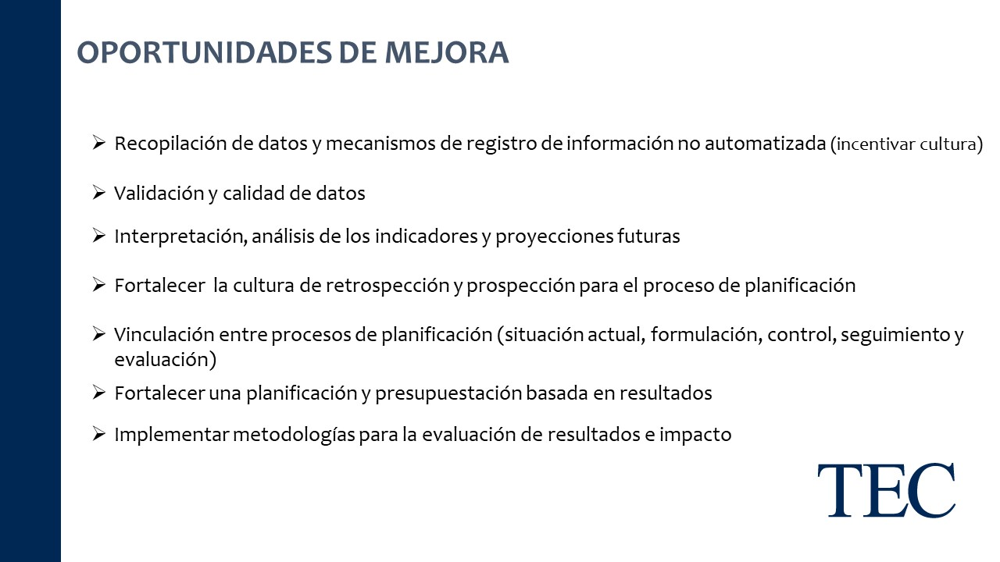 OPORTUNIDADES DE MEJORA
Recopilación de datos y mecanismos de registro de información no automatizada (incentivar cultura)
Validación y calidad de datos
Interpretación, análisis de los indicadores y proyecciones futuras
Fortalecer la cultura de retrospección y prospección para el proceso de planificación
Vinculación entre procesos de planificación (situación actual, formulación, control, seguimiento y
evaluación)
Fortalecer una planificación y presupuestación basada en resultados
Implementar metodologías para la evaluación de resultados e impacto
TEC